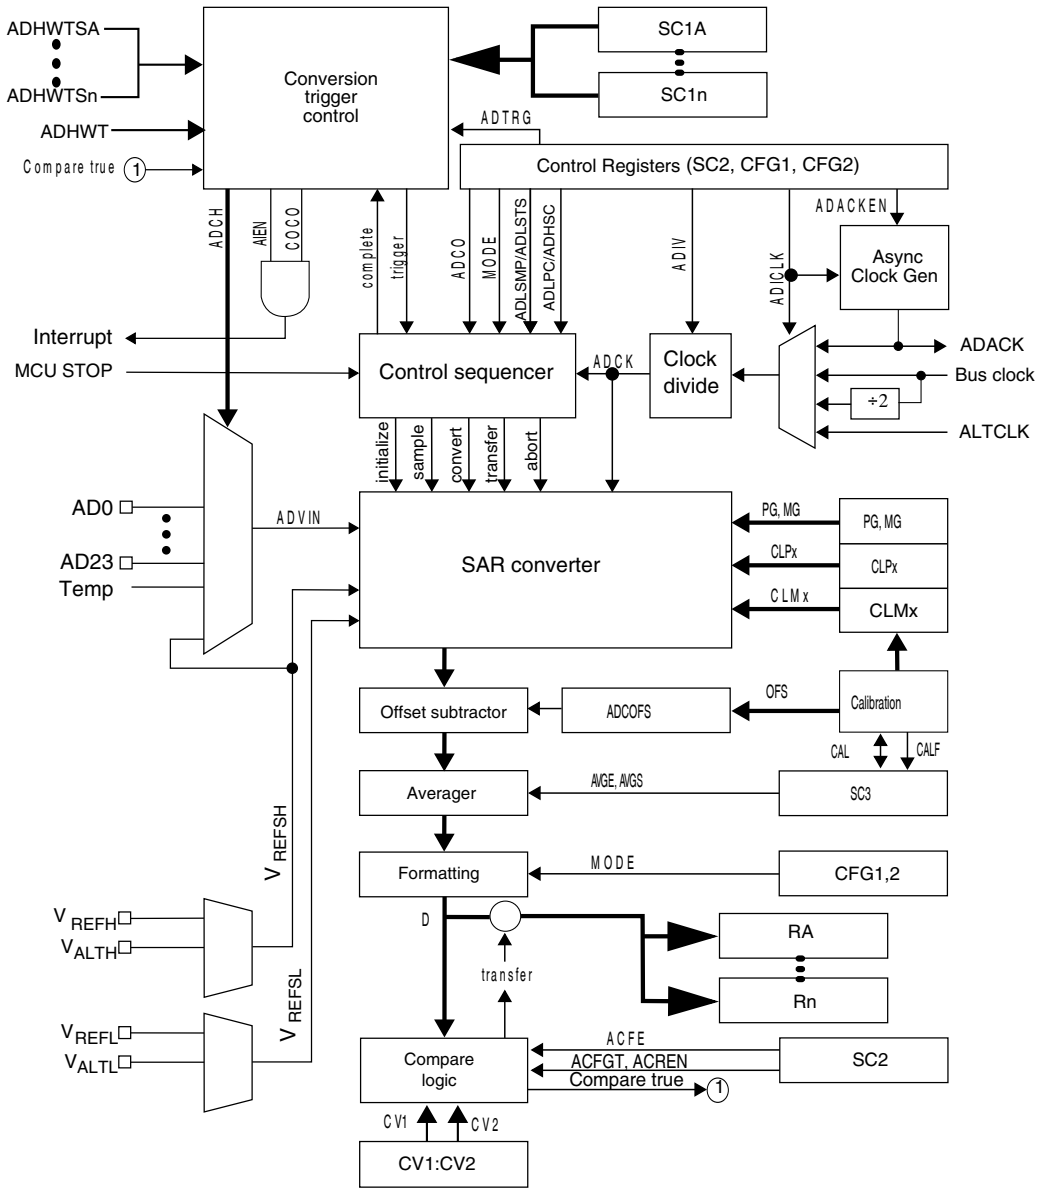 ADHWTSA
ADHWTSn
ADHWT
Compare true 1
Conversion
trigger
control
SC1A
SC1n
ADTRG
Control Registers (SC2, CFG1, CFG2)
ADCH
AIEN
COCO
complete
trigger
ADCO
MODE
ADLSMP/ADLSTS
ADLPC/ADHSC
ADIV
ADICLK
ADACKEN
Async
Clock Gen
Interrupt
MCU STOP
Control sequencer
ADCK
Clock
divide
ADACK
Bus clock
÷2
ALTCLK
initialize
sample
convert
transfer
abort
AD0
AD23
Temp
ADVIN
SAR converter
PG, MG
PG, MG
CLPx
CLPx
CLMx
CLMx
Offset subtractor
ADCOFS
OFS
Calibration
CAL
CALF
Averager
AVGE, AVGS
SC3
Formatting
MODE
CFG1,2
V REFSH
V REFH
VALTH
D
transfer
RA
Rn
V REFSL
VREFL
VALTL
Compare
logic
ACFE
ACFGT, ACREN
Compare true 1
SC2
CV1
CV2
CV1:CV2